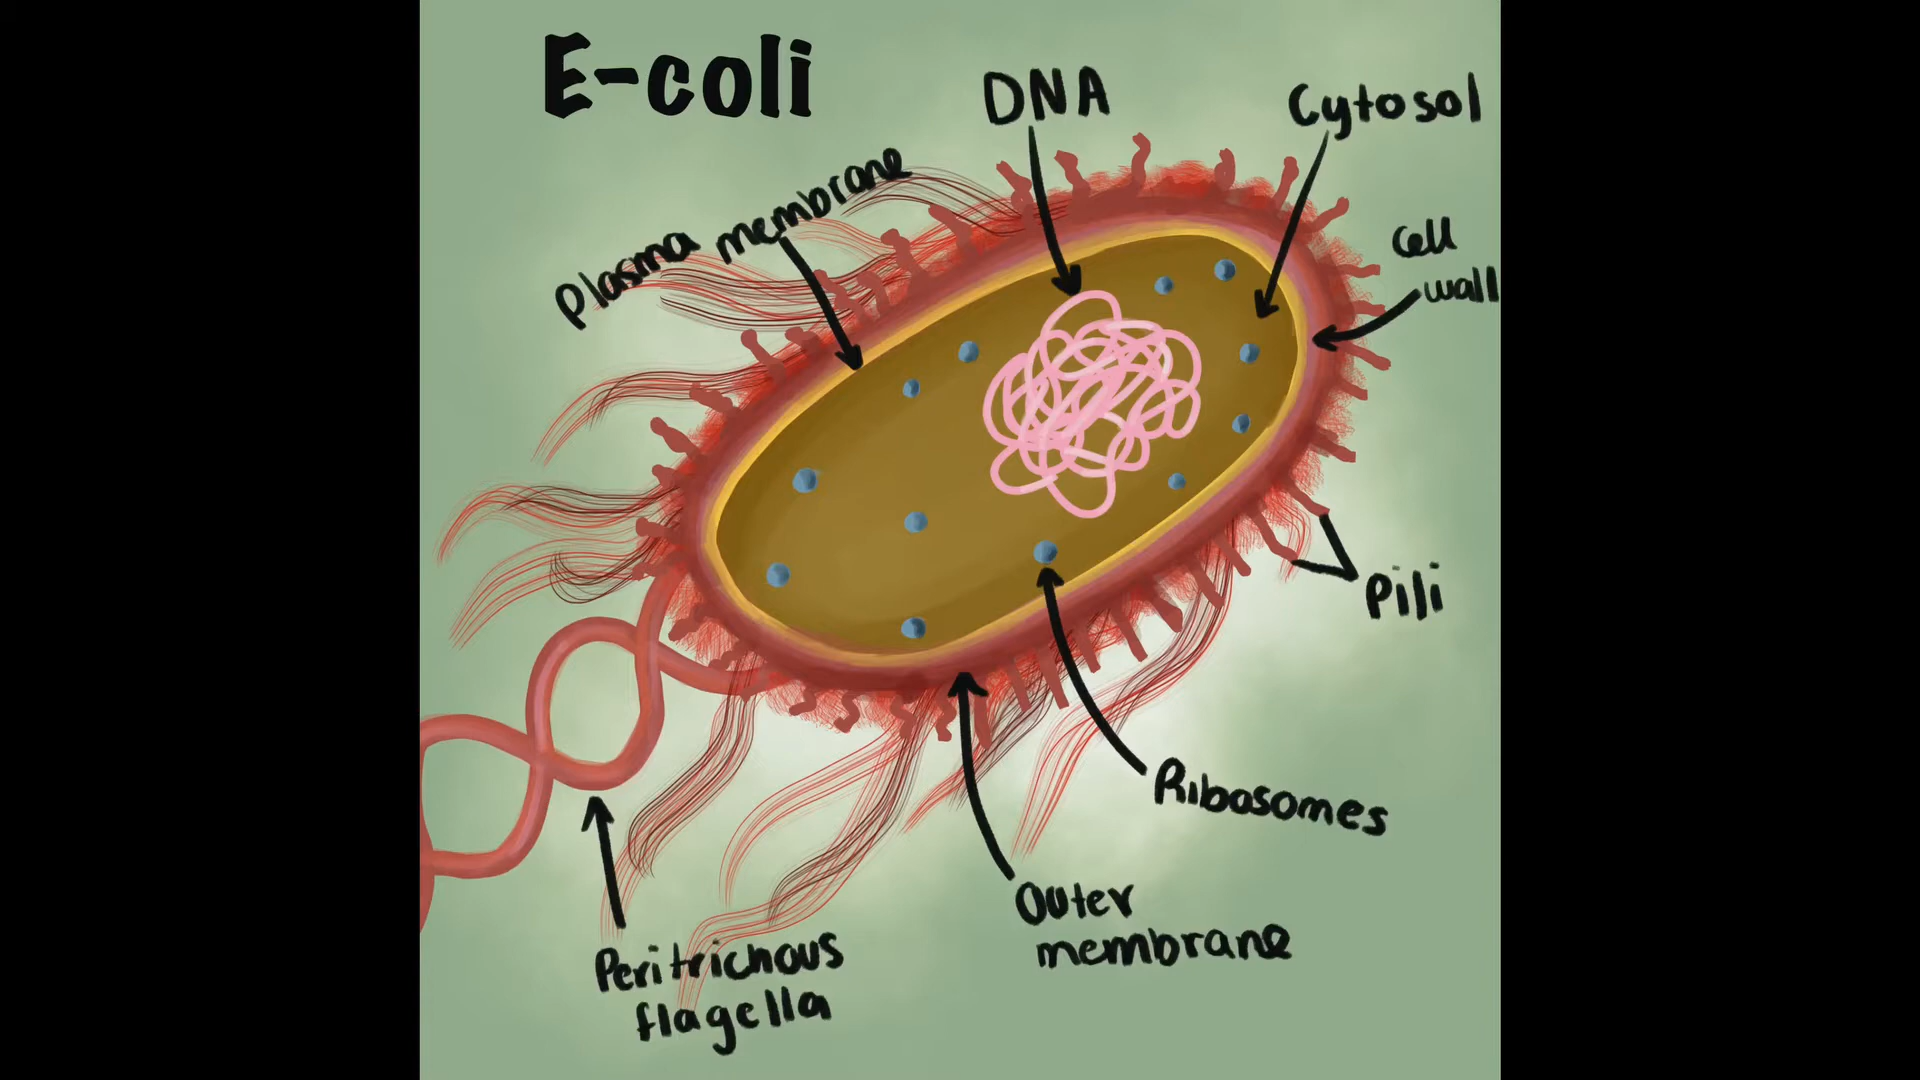 E-coli
DNA
Cytosol
Plasma membrane
Cell
wall
Pili
Ribosomes
Outer
membrane
Peritrichous
flagella